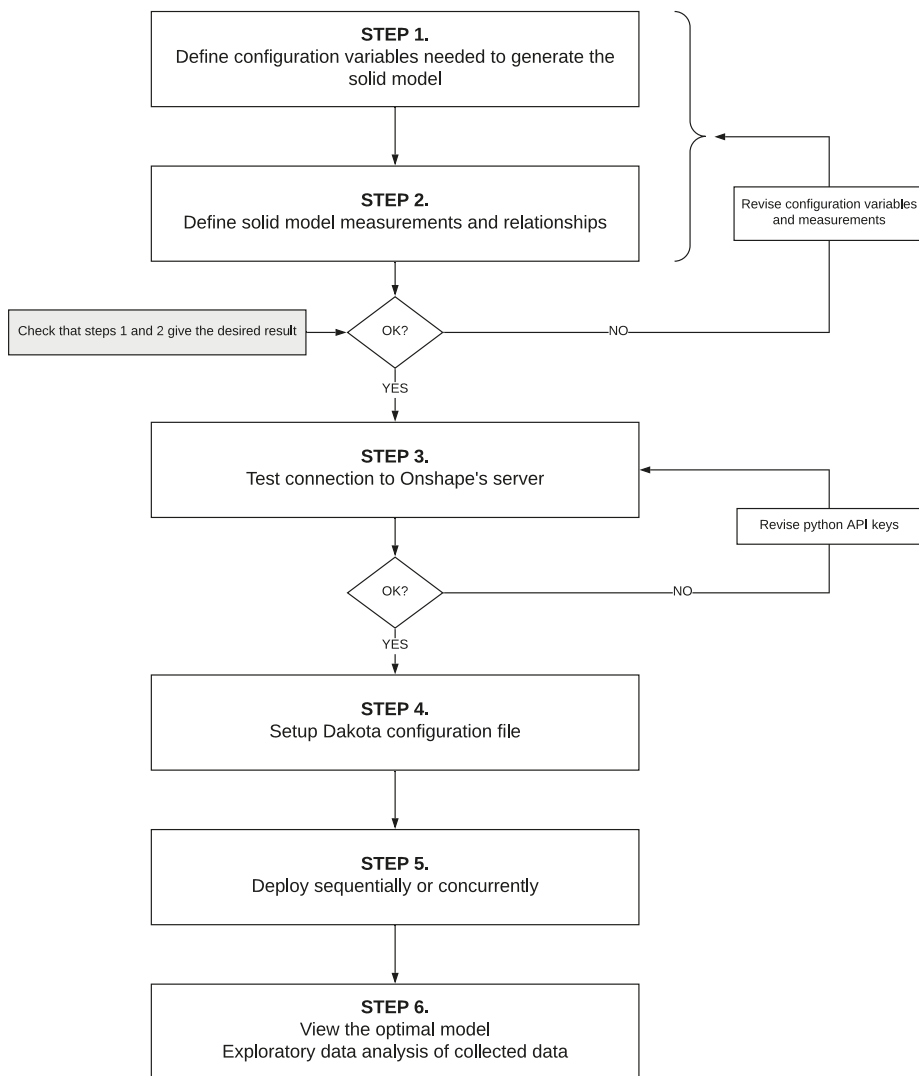 STEP 1.
Define configuration variables needed to generate the
solid model
STEP 2.
Define solid model measurements and relationships
Revise configuration variables
and measurements
Check that steps 1 and 2 give the desired result
OK?
NO
YES
STEP 3.
Test connection to Onshape's server
Revise python API keys
OK?
NO
YES
STEP 4.
Setup Dakota configuration file
STEP 5.
Deploy sequentially or concurrently
STEP 6.
View the optimal model
Exploratory data analysis of collected data